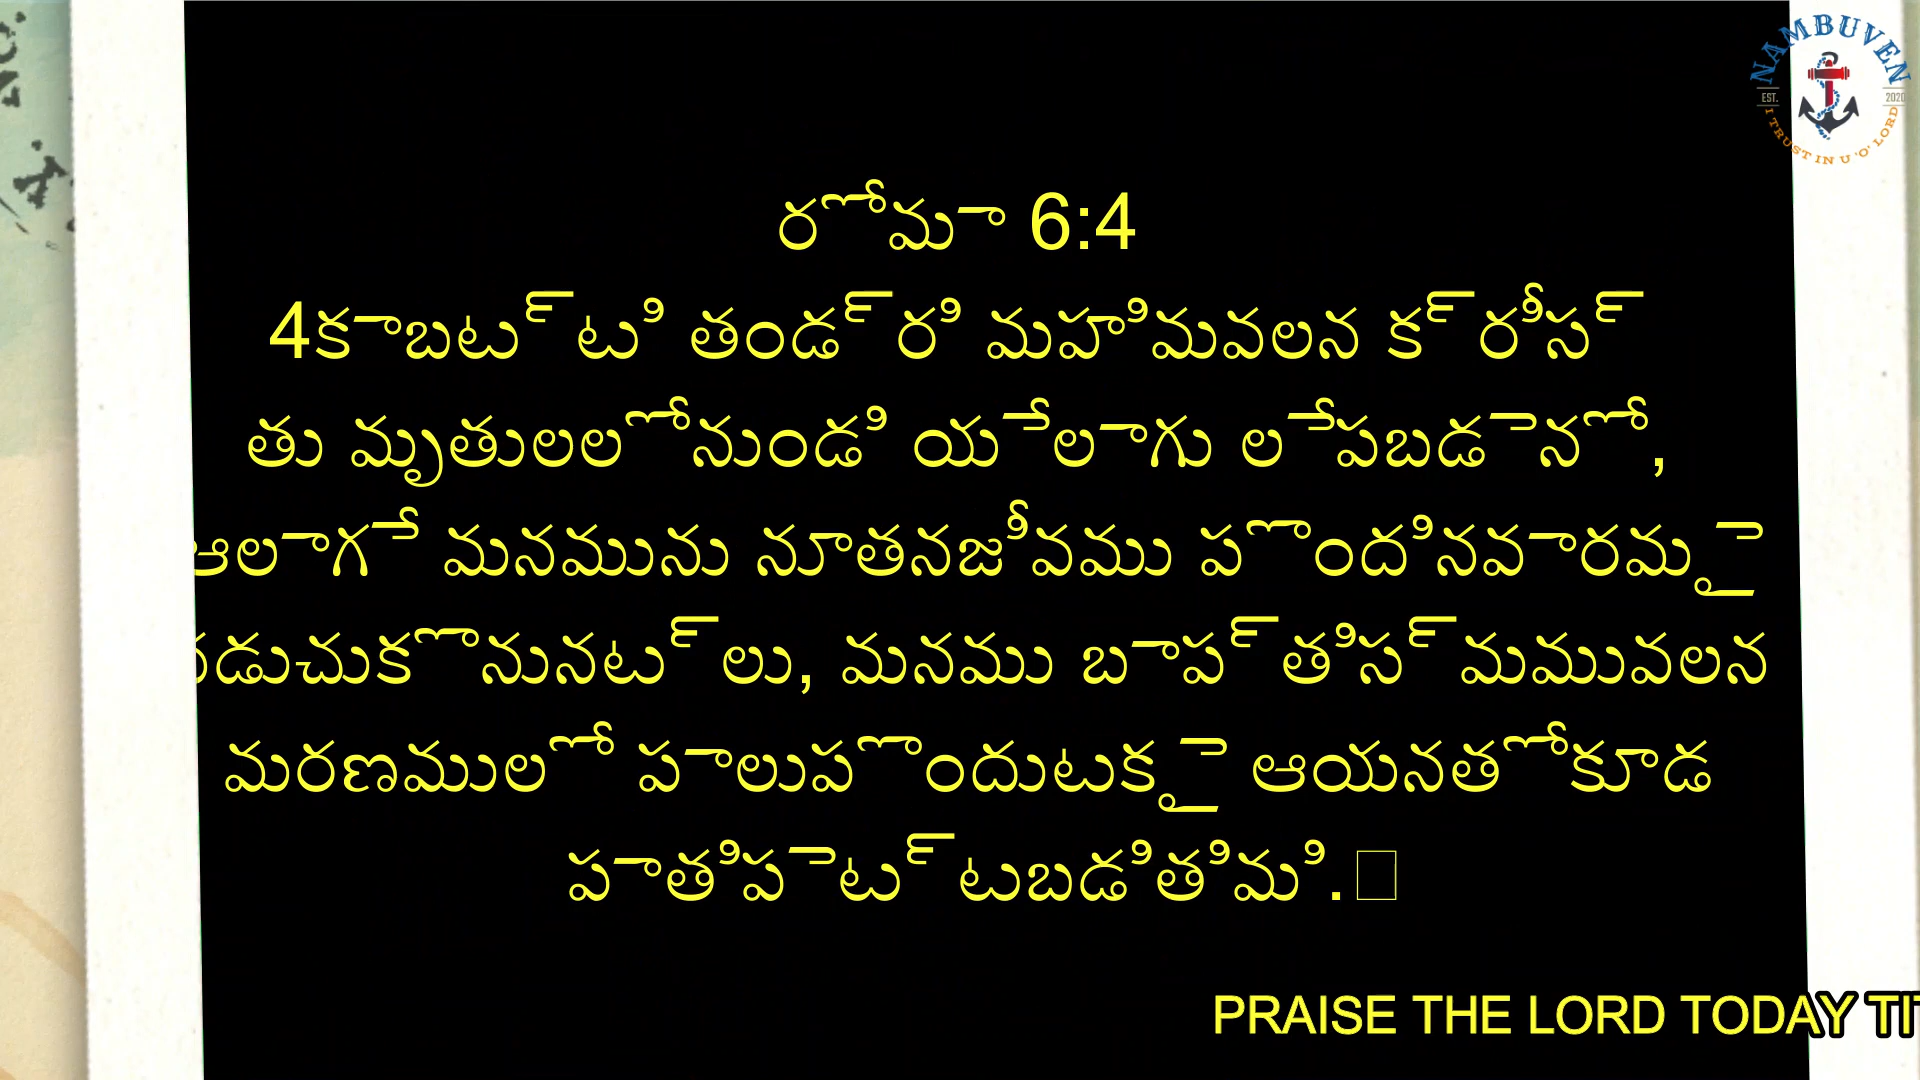 NAMBUVEN
EST. 2020
I TRUST IN U 'O' LORD
రోమా 6:4
4కాబట్టి తండ్రి మహిమవలన క్రీస్
తు మృతులలోనుండి యేలాగు లేపబడెనో,
ఆలాగే మనమును నూతనజీవము పొందినవారమై
నడుచుకొనునట్లు, మనము బాప్తిస్మమువలన
మరణములో పాలుపొందుటకై ఆయనతోకూడ
పాతిపెట్టబడితిమి.
PRAISE THE LORD TODAY